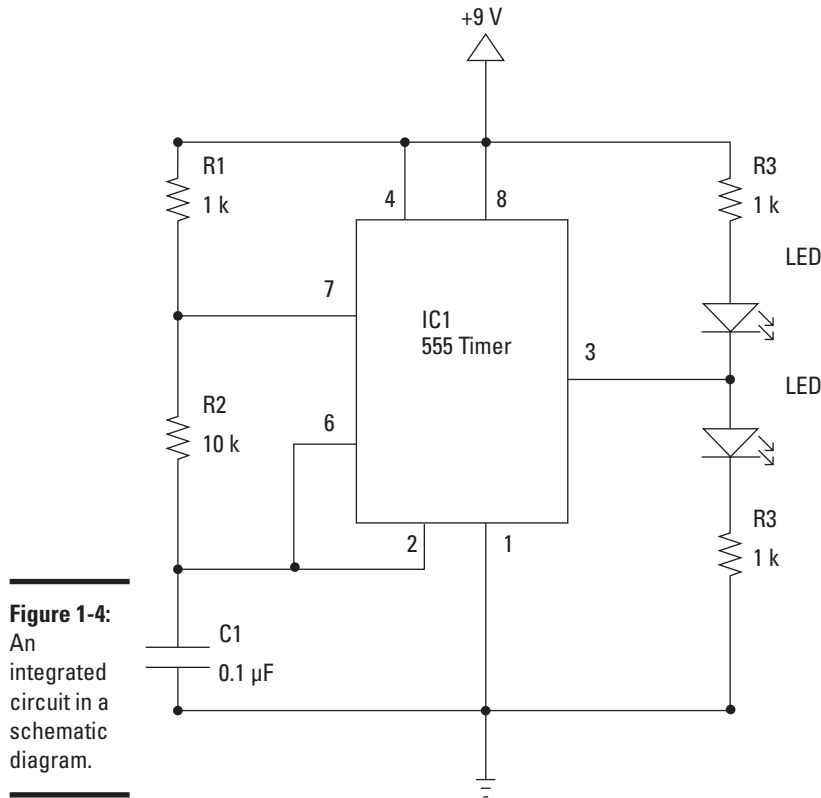 +9 V
R1
1 k
R3
1 k
4
8
LED
7
IC1
555 Timer
3
LED
R2
10 k
6
R3
1 k
2
1
C1
0.1 µF
Figure 1-4:
An
integrated
circuit in a
schematic
diagram.